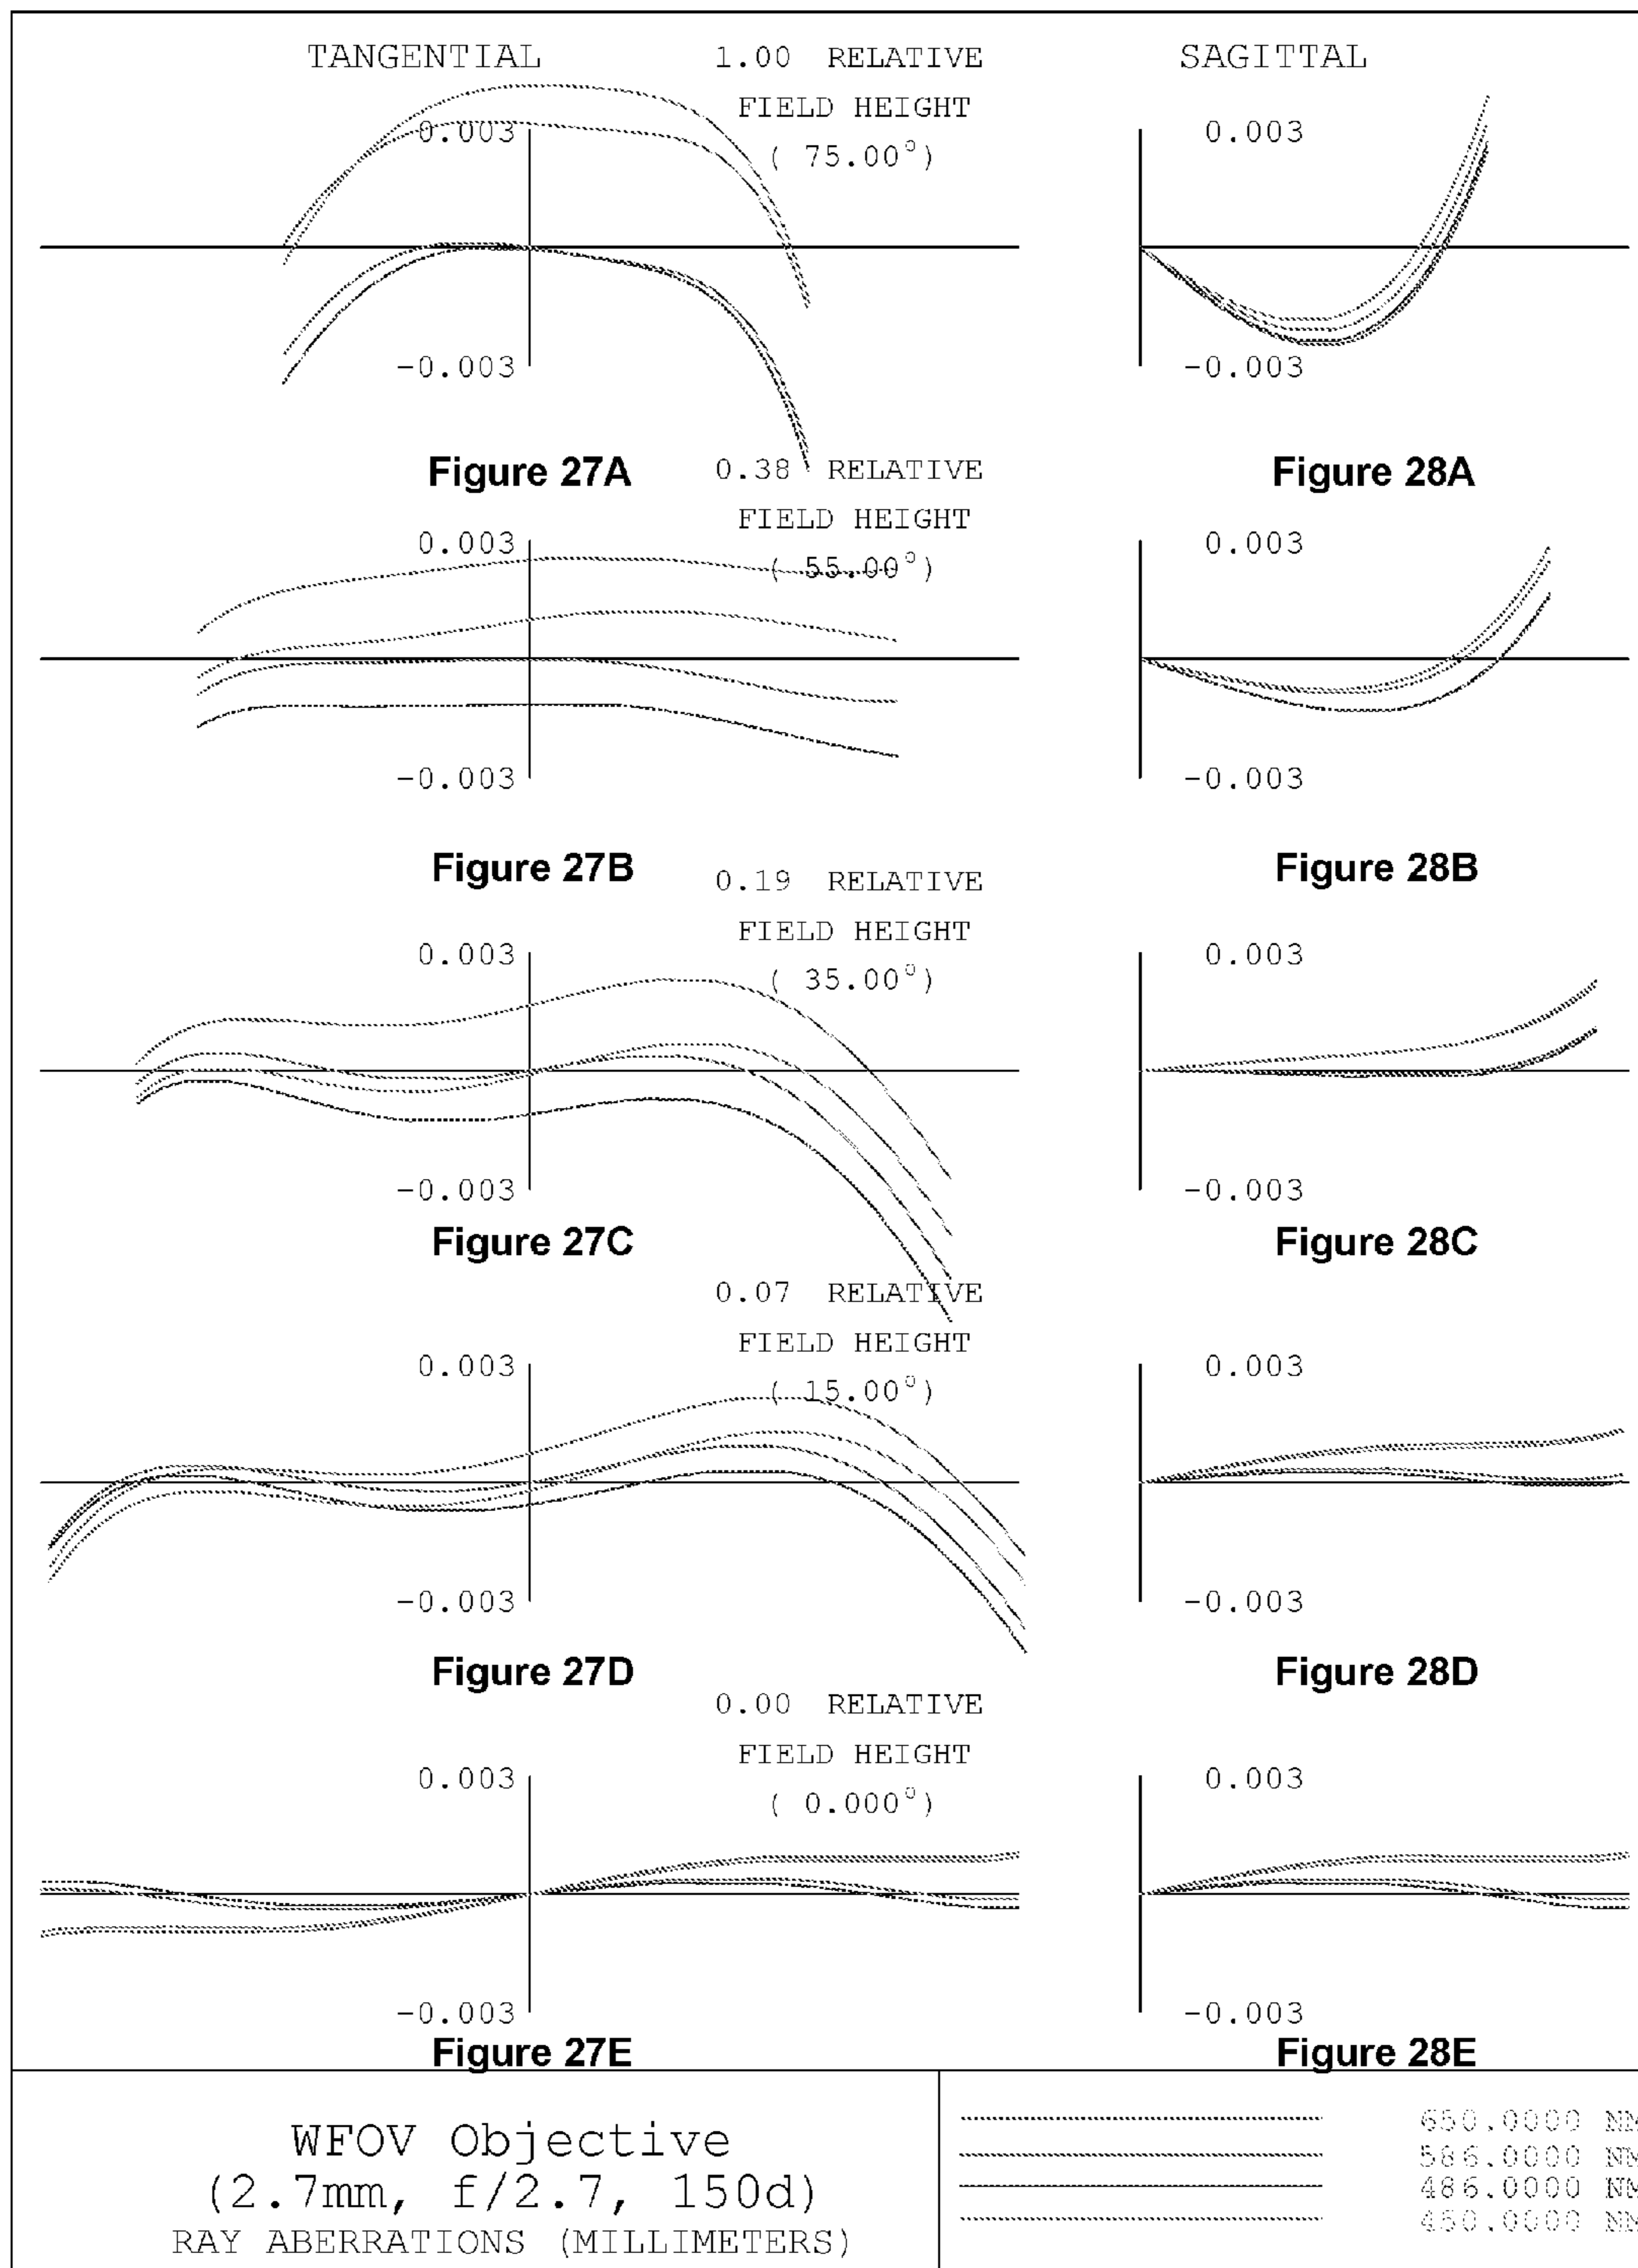 TANGENTIAL
1.00 RELATIVE
FIELD HEIGHT
( 75.00°)
SAGITTAL
0.003
-0.003
0.003
-0.003
Figure 27A
Figure 28A
0.38 RELATIVE
FIELD HEIGHT
( 55.00°)
0.003
-0.003
0.003
-0.003
Figure 27B
Figure 28B
0.19 RELATIVE
FIELD HEIGHT
( 35.00°)
0.003
-0.003
0.003
-0.003
Figure 27C
Figure 28C
0.07 RELATIVE
FIELD HEIGHT
( 15.00°)
0.003
-0.003
0.003
-0.003
Figure 27D
Figure 28D
0.00 RELATIVE
FIELD HEIGHT
( 0.000°)
0.003
-0.003
0.003
-0.003
Figure 27E
Figure 28E
WFOV Objective
(2.7mm, f/2.7, 150d)
RAY ABERRATIONS (MILLIMETERS)
650.0000 NM
586.0000 NM
486.0000 NM
450.0000 NM